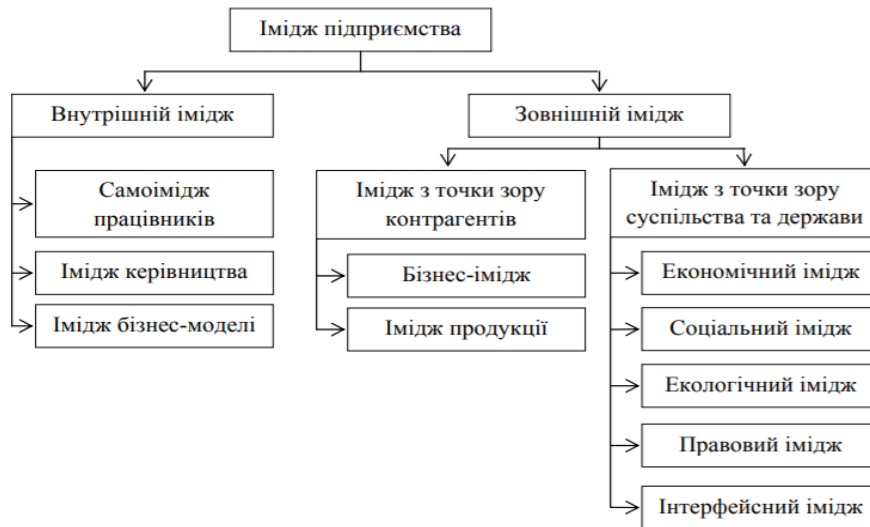 Імідж підприємства
Внутрішній імідж
Зовнішній імідж
Самоімідж
працівників
Імідж керівництва
Імідж бізнес-моделі
Імідж з точки зору
контрагентів
Бізнес-імідж
Імідж продукції
Імідж з точки зору
суспільства та держави
Економічний імідж
Соціальний імідж
Екологічний імідж
Правовий імідж
Інтерфейсний імідж